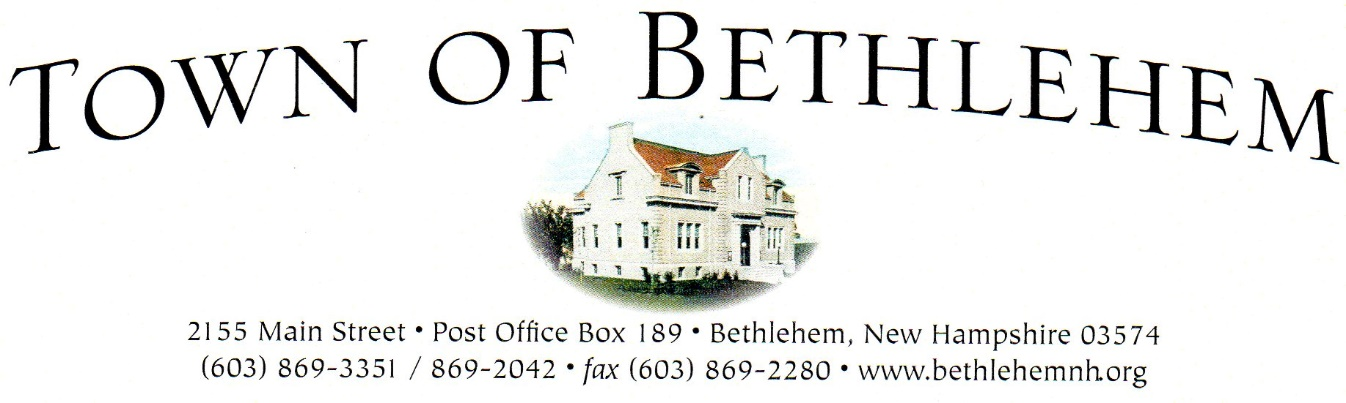 TOWN OF BETHLEHEM
2155 Main Street • Post Office Box 189 • Bethlehem, New Hampshire 03574
(603) 869-3351 / 869-2042 • fax (603) 869-2280 • www.bethlehemnh.org